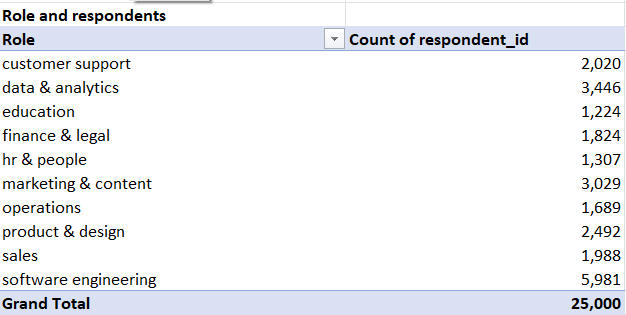 Role and respondents
Role Count of respondent_id
customer support 2,020
data & analytics 3,446
education 1,224
finance & legal 1,824
hr & people 1,307
marketing & content 3,029
operations 1,689
product & design 2,492
sales 1,988
software engineering 5,981
Grand Total 25,000